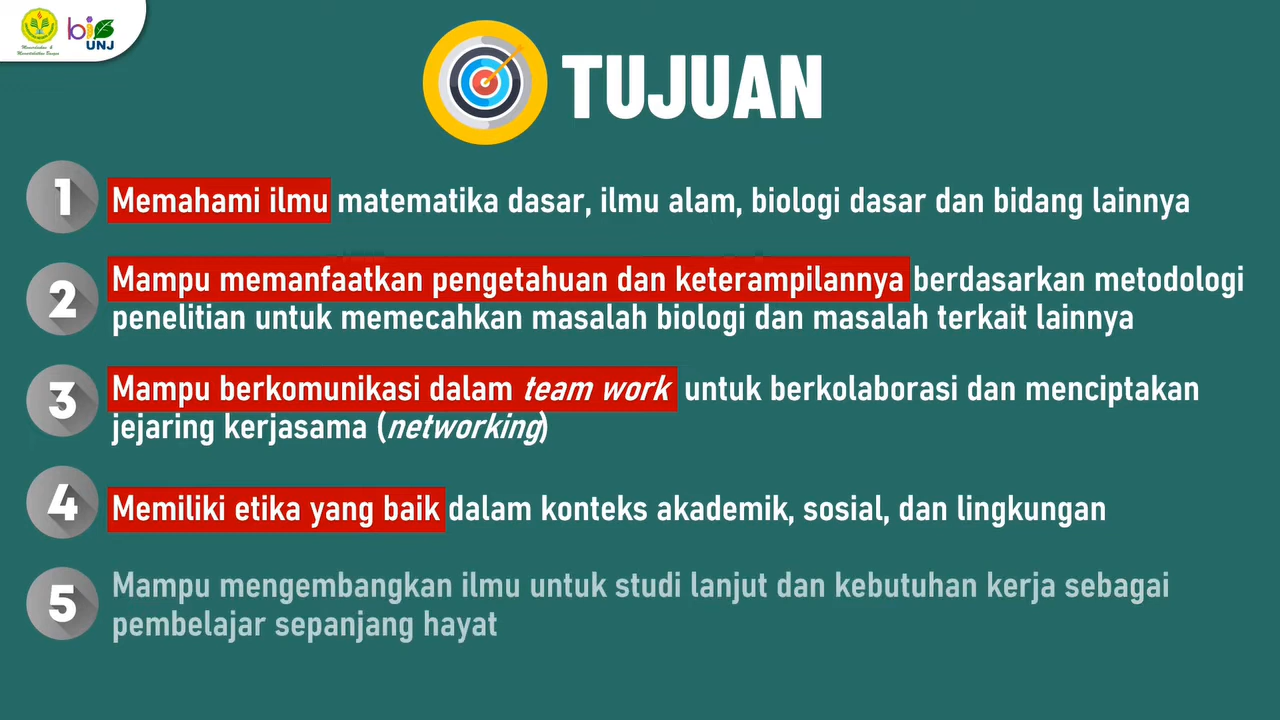 bio
UNJ
TUJUAN
1 Memahami ilmu matematika dasar, ilmu alam, biologi dasar dan bidang lainnya
2 Mampu memanfaatkan pengetahuan dan keterampilannya berdasarkan metodologi
penelitian untuk memecahkan masalah biologi dan masalah terkait lainnya
3 Mampu berkomunikasi dalam team work untuk berkolaborasi dan menciptakan
jejaring kerjasama (networking)
4 Memiliki etika yang baik dalam konteks akademik, sosial, dan lingkungan
5 Mampu mengembangkan ilmu untuk studi lanjut dan kebutuhan kerja sebagai
pembelajar sepanjang hayat